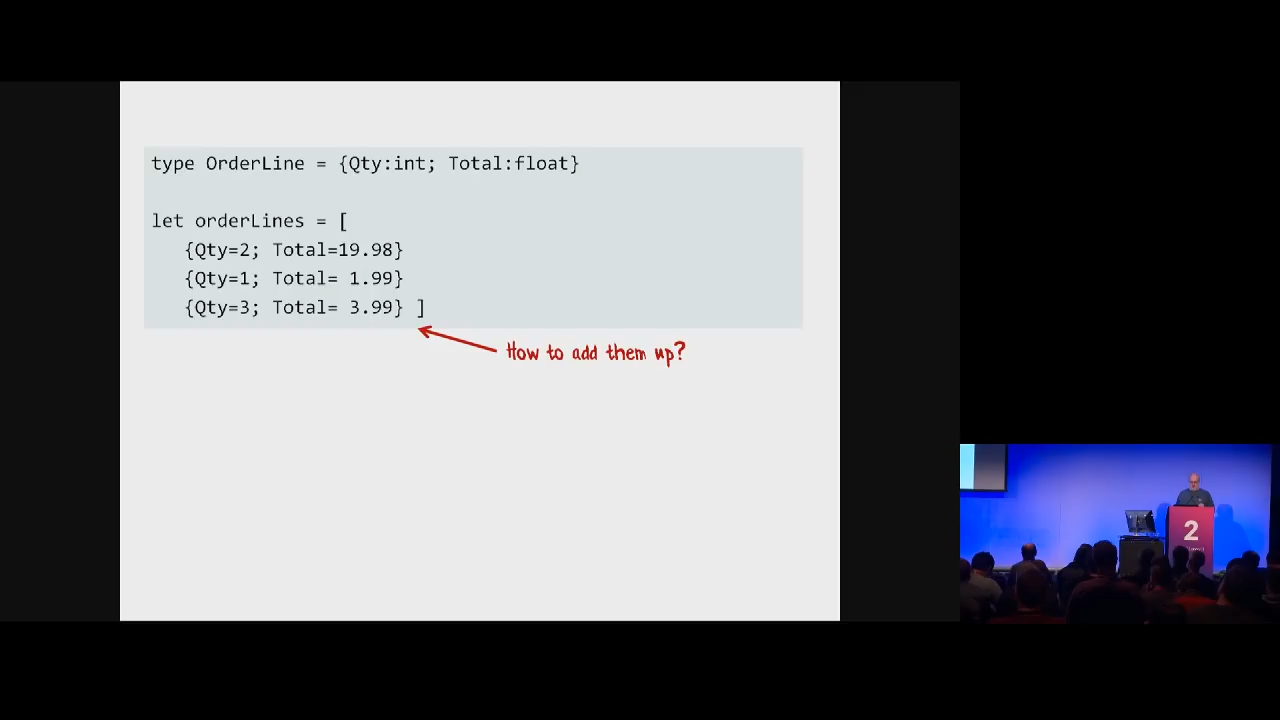 type OrderLine = {Qty:int; Total:float}
let orderLines = [
{Qty=2; Total=19.98}
{Qty=1; Total= 1.99}
{Qty=3; Total= 3.99} ]
How to add them up?
2